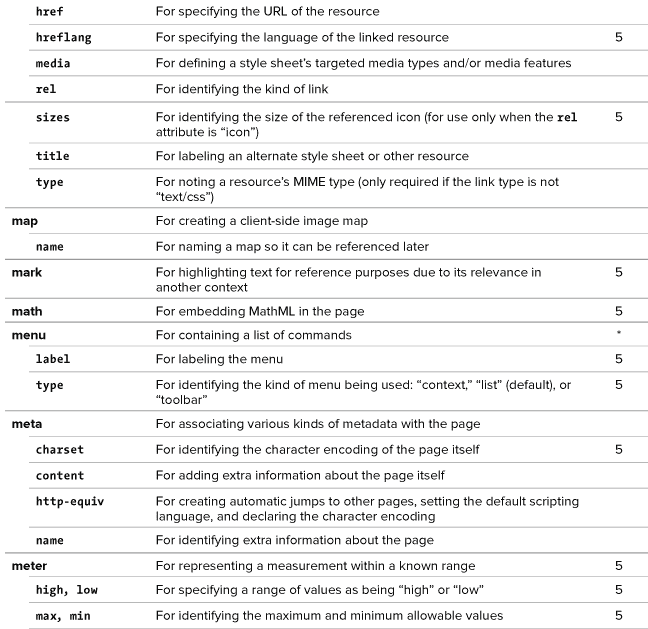 href For specifying the URL of the resource
hreflang For specifying the language of the linked resource 5
media For defining a style sheet's targeted media types and/or media features
rel For identifying the kind of link
sizes For identifying the size of the referenced icon (for use only when the rel 5
attribute is “icon”)
title For labeling an alternate style sheet or other resource
type For noting a resource's MIME type (only required if the link type is not
“text/css”)
map For creating a client-side image map
name For naming a map so it can be referenced later
mark For highlighting text for reference purposes due to its relevance in 5
another context
math For embedding MathML in the page 5
menu For containing a list of commands *
label For labeling the menu 5
type For identifying the kind of menu being used: “context,” “list” (default), or 5
“toolbar”
meta For associating various kinds of metadata with the page
charset For identifying the character encoding of the page itself 5
content For adding extra information about the page itself
http-equiv For creating automatic jumps to other pages, setting the default scripting
language, and declaring the character encoding
name For identifying extra information about the page
meter For representing a measurement within a known range 5
high, low For specifying a range of values as being “high” or “low” 5
max, min For identifying the maximum and minimum allowable values 5